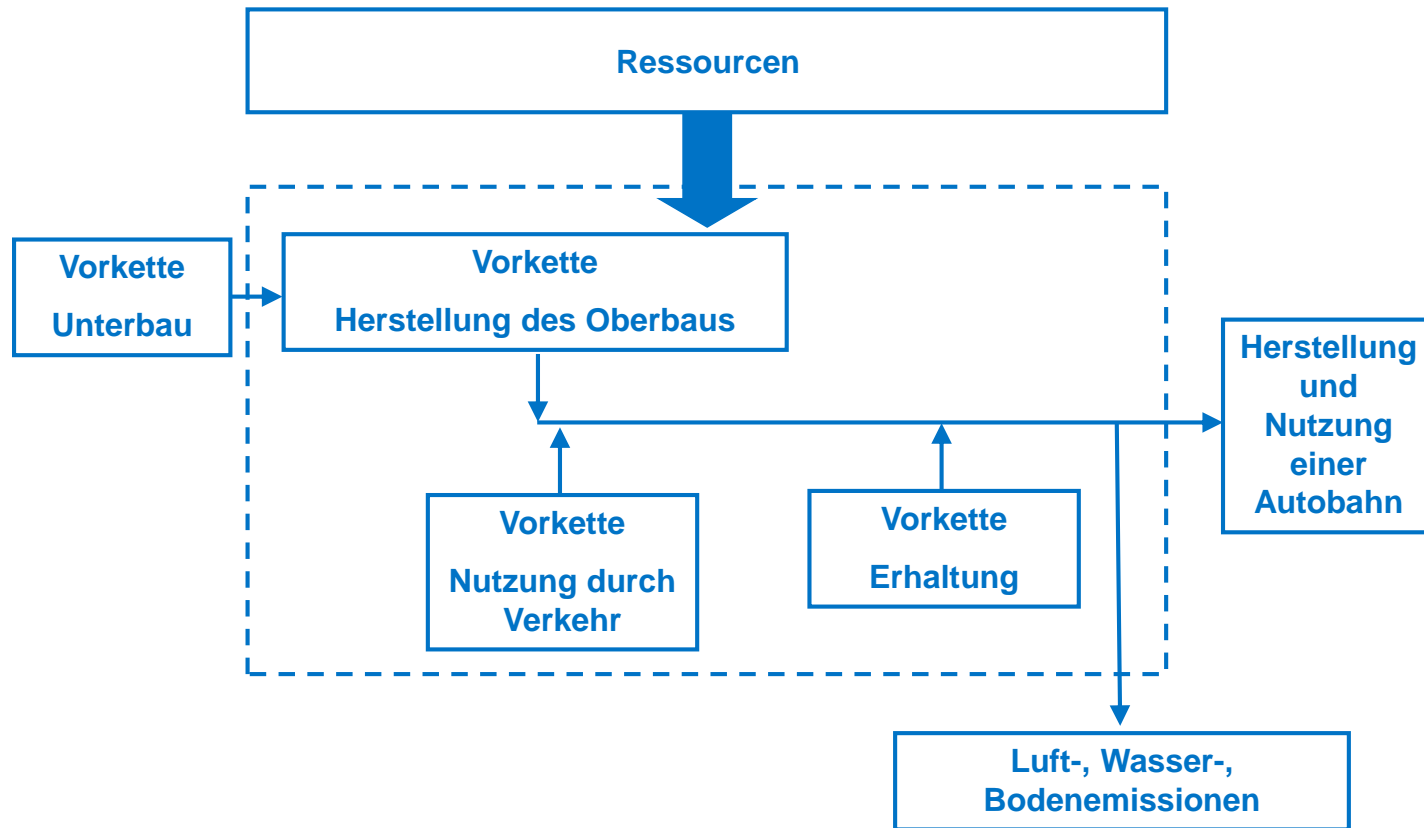 Ressourcen
Vorkette
Unterbau
Vorkette
Herstellung des Oberbaus
Herstellung
und
Nutzung
einer
Autobahn
Vorkette
Nutzung durch
Verkehr
Vorkette
Erhaltung
Luft-, Wasser-,
Bodenemissionen